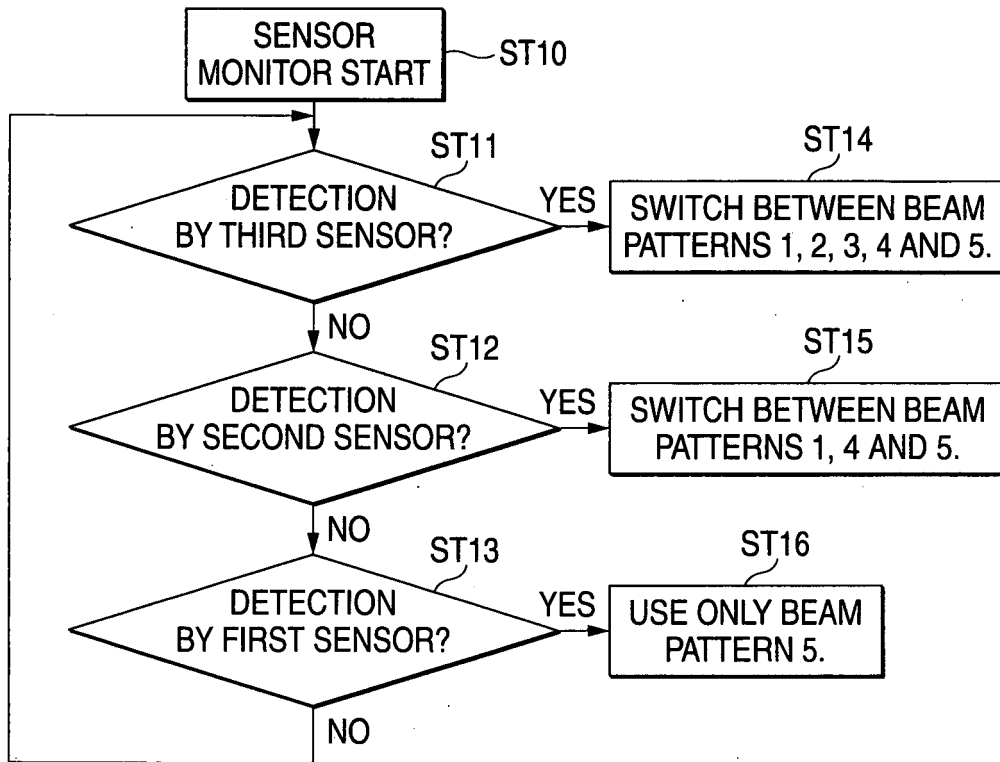 SENSOR
MONITOR START
ST10
ST11
DETECTION
BY THIRD SENSOR?
YES
ST14
SWITCH BETWEEN BEAM
PATTERNS 1, 2, 3, 4 AND 5.
NO
ST12
DETECTION
BY SECOND SENSOR?
YES
ST15
SWITCH BETWEEN BEAM
PATTERNS 1, 4 AND 5.
NO
ST13
DETECTION
BY FIRST SENSOR?
YES
ST16
USE ONLY BEAM
PATTERN 5.
NO